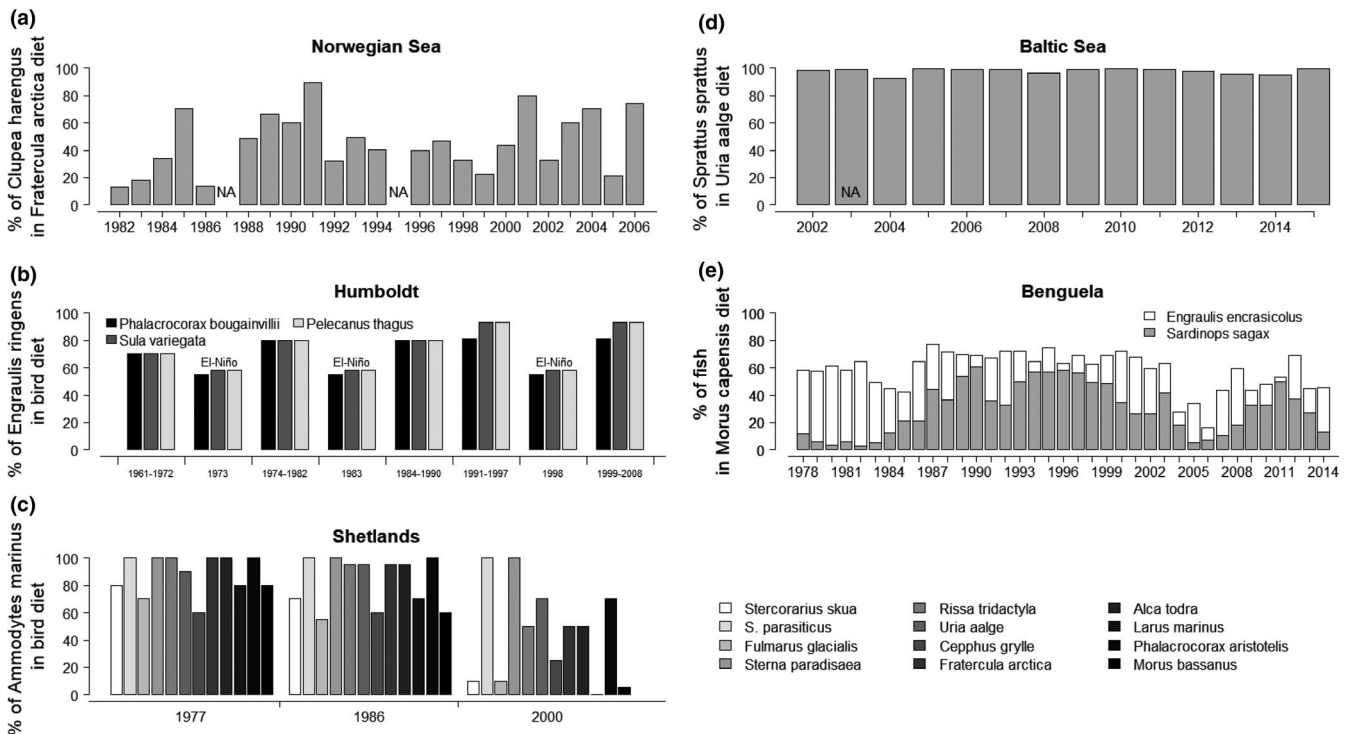 (a)
Norwegian Sea
% of Clupea harengus
in Fratercula arctica diet
100
80
60
40
20
0
NA
NA
1982 1984 1986 1988 1990 1992 1994 1996 1998 2000 2002 2004 2006
(d)
Baltic Sea
% of Sprattus sprattus
in Uria aalge diet
100
80
60
40
20
0
NA
2002 2004 2006 2008 2010 2012 2014
(b)
Humboldt
% of Engraulis ringens
in bird diet
100
80
60
40
20
0
Phalacrocorax bougainvillii Pelecanus thagus
Sula variegata
El-Niño El-Niño El-Niño
1961-1972 1973 1974-1982 1983 1984-1990 1991-1997 1998 1999-2008
(e)
Benguela
% of fish
in Morus capensis diet
100
80
60
40
20
0
Engraulis encrasicolus
Sardinops sagax
1978 1981 1984 1987 1990 1993 1996 1999 2002 2005 2008 2011 2014
(c)
Shetlands
% of Ammodytes marinus
in bird diet
100
80
60
40
20
0
1977 1986 2000
Stercorarius skua Rissa tridactyla Alca todra
S. parasiticus Uria aalge Larus marinus
Fulmarus glacialis Cepphus grylle Phalacrocorax aristotelis
Sterna paradisaea Fratercula arctica Morus bassanus